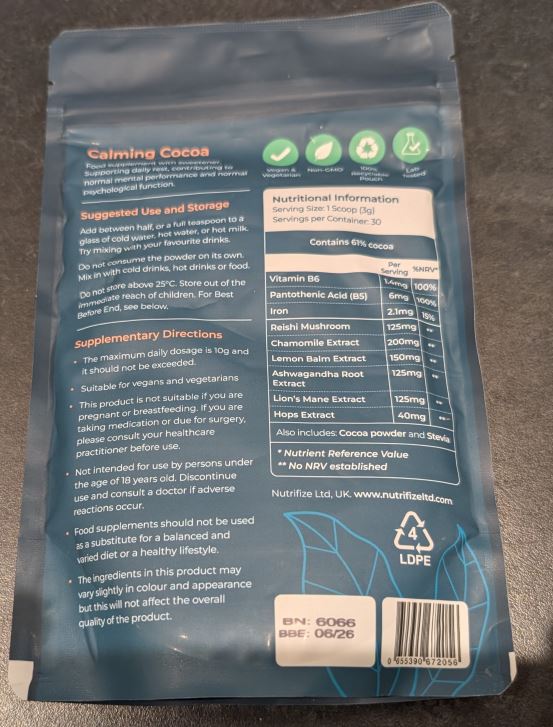 Calming Cocoa
Food supplement with sweetener.
Supporting daily rest, contributing to
normal mental performance and normal
psychological function.
Suggested Use and Storage
Add between half, or a full teaspoon to a
glass of cold water, hot water, or hot milk.
Try mixing with your favourite drinks.
Do not consume the powder on its own.
Mix in with cold drinks, hot drinks or food.
Do not store above 25°C. Store out of the
immediate reach of children. For Best
Before End, see below.
Supplementary Directions
• The maximum daily dosage is 10g and
it should not be exceeded.
• Suitable for vegans and vegetarians
• This product is not suitable if you are
pregnant or breastfeeding. If you are
taking medication or due for surgery,
please consult your healthcare
practitioner before use.
• Not intended for use by persons under
the age of 18 years old. Discontinue
use and consult a doctor if adverse
reactions occur.
• Food supplements should not be used
as a substitute for a balanced and
varied diet or a healthy lifestyle.
• The ingredients in this product may
vary slightly in colour and appearance
but this will not affect the overall
quality of the product.
Vegan &
Vegetarian
Non-GMO
100%
Recyclable
Pouch
Lab
Tested
Nutritional Information
Serving Size: 1 Scoop (3g)
Servings per Container: 30
Contains 61% cocoa
Per
Serving %NRV*
Vitamin B6 1.4mg 100%
Pantothenic Acid (B5) 6mg 100%
Iron 2.1mg 15%
Reishi Mushroom 125mg **
Chamomile Extract 200mg **
Lemon Balm Extract 150mg **
Ashwagandha Root
Extract 125mg **
Lion's Mane Extract 125mg **
Hops Extract 40mg **
Also includes: Cocoa powder and Stevia
* Nutrient Reference Value
** No NRV established
Nutrifize Ltd, UK. www.nutrifizeltd.com
4
LDPE
BN: 6066
BBE: 06/26
0 655390 672056